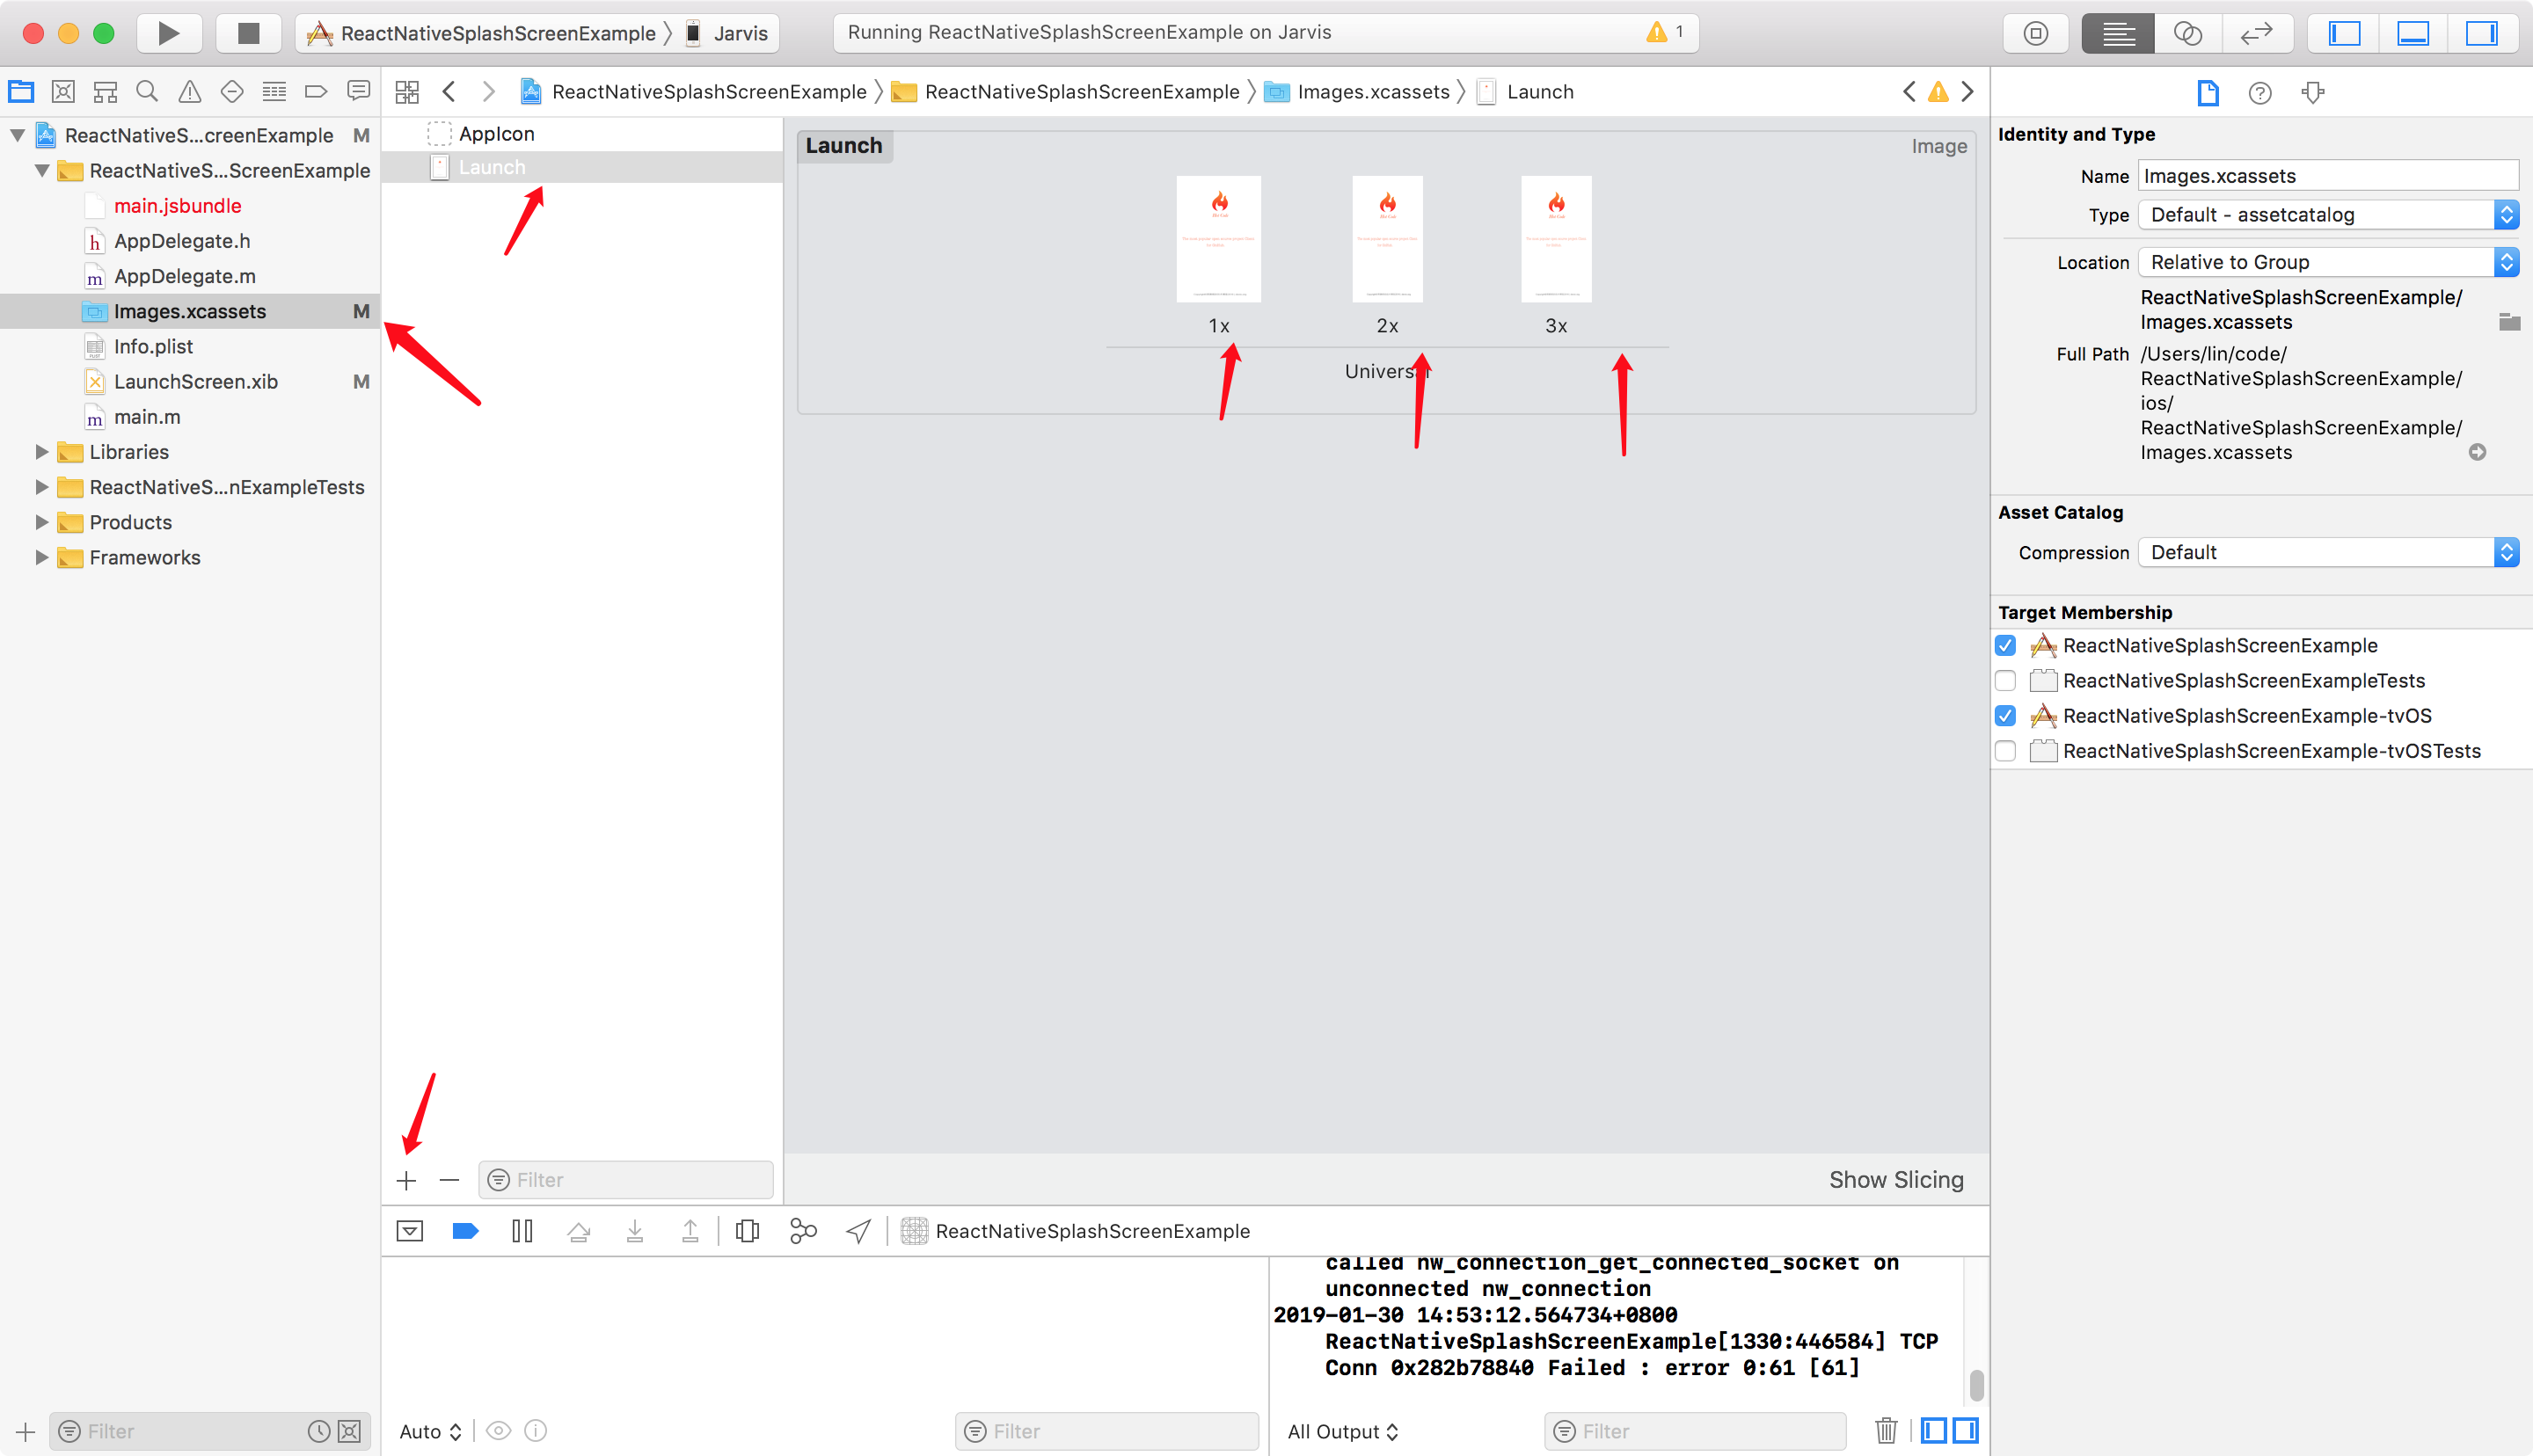 ReactNativeSplashScreenExample
Jarvis
Running ReactNativeSplashScreenExample on Jarvis
1
ReactNativeSplashScreenExample
ReactNativeSplashScreenExample
Images.xcassets
Launch
ReactNativeS...creenExample M
ReactNativeS...ScreenExample
main.jsbundle
AppDelegate.h
AppDelegate.m
Images.xcassets M
Info.plist
LaunchScreen.xib M
main.m
Libraries
ReactNativeS...nExampleTests
Products
Frameworks
Filter
AppIcon
Launch
Filter
Launch
Image
1x
2x
3x
Universal
Show Slicing
ReactNativeSplashScreenExample
Auto
Filter
called nw_connection_get_connected_socket on
unconnected nw_connection
2019-01-30 14:53:12.564734+0800
ReactNativeSplashScreenExample[1330:446584] TCP
Conn 0x282b78840 Failed : error 0:61 [61]
All Output
Filter
Identity and Type
Name Images.xcassets
Type Default - assetcatalog
Location Relative to Group
ReactNativeSplashScreenExample/
Images.xcassets
Full Path /Users/lin/code/
ReactNativeSplashScreenExample/
ios/
ReactNativeSplashScreenExample/
Images.xcassets
Asset Catalog
Compression Default
Target Membership
ReactNativeSplashScreenExample
ReactNativeSplashScreenExampleTests
ReactNativeSplashScreenExample-tvOS
ReactNativeSplashScreenExample-tvOSTests